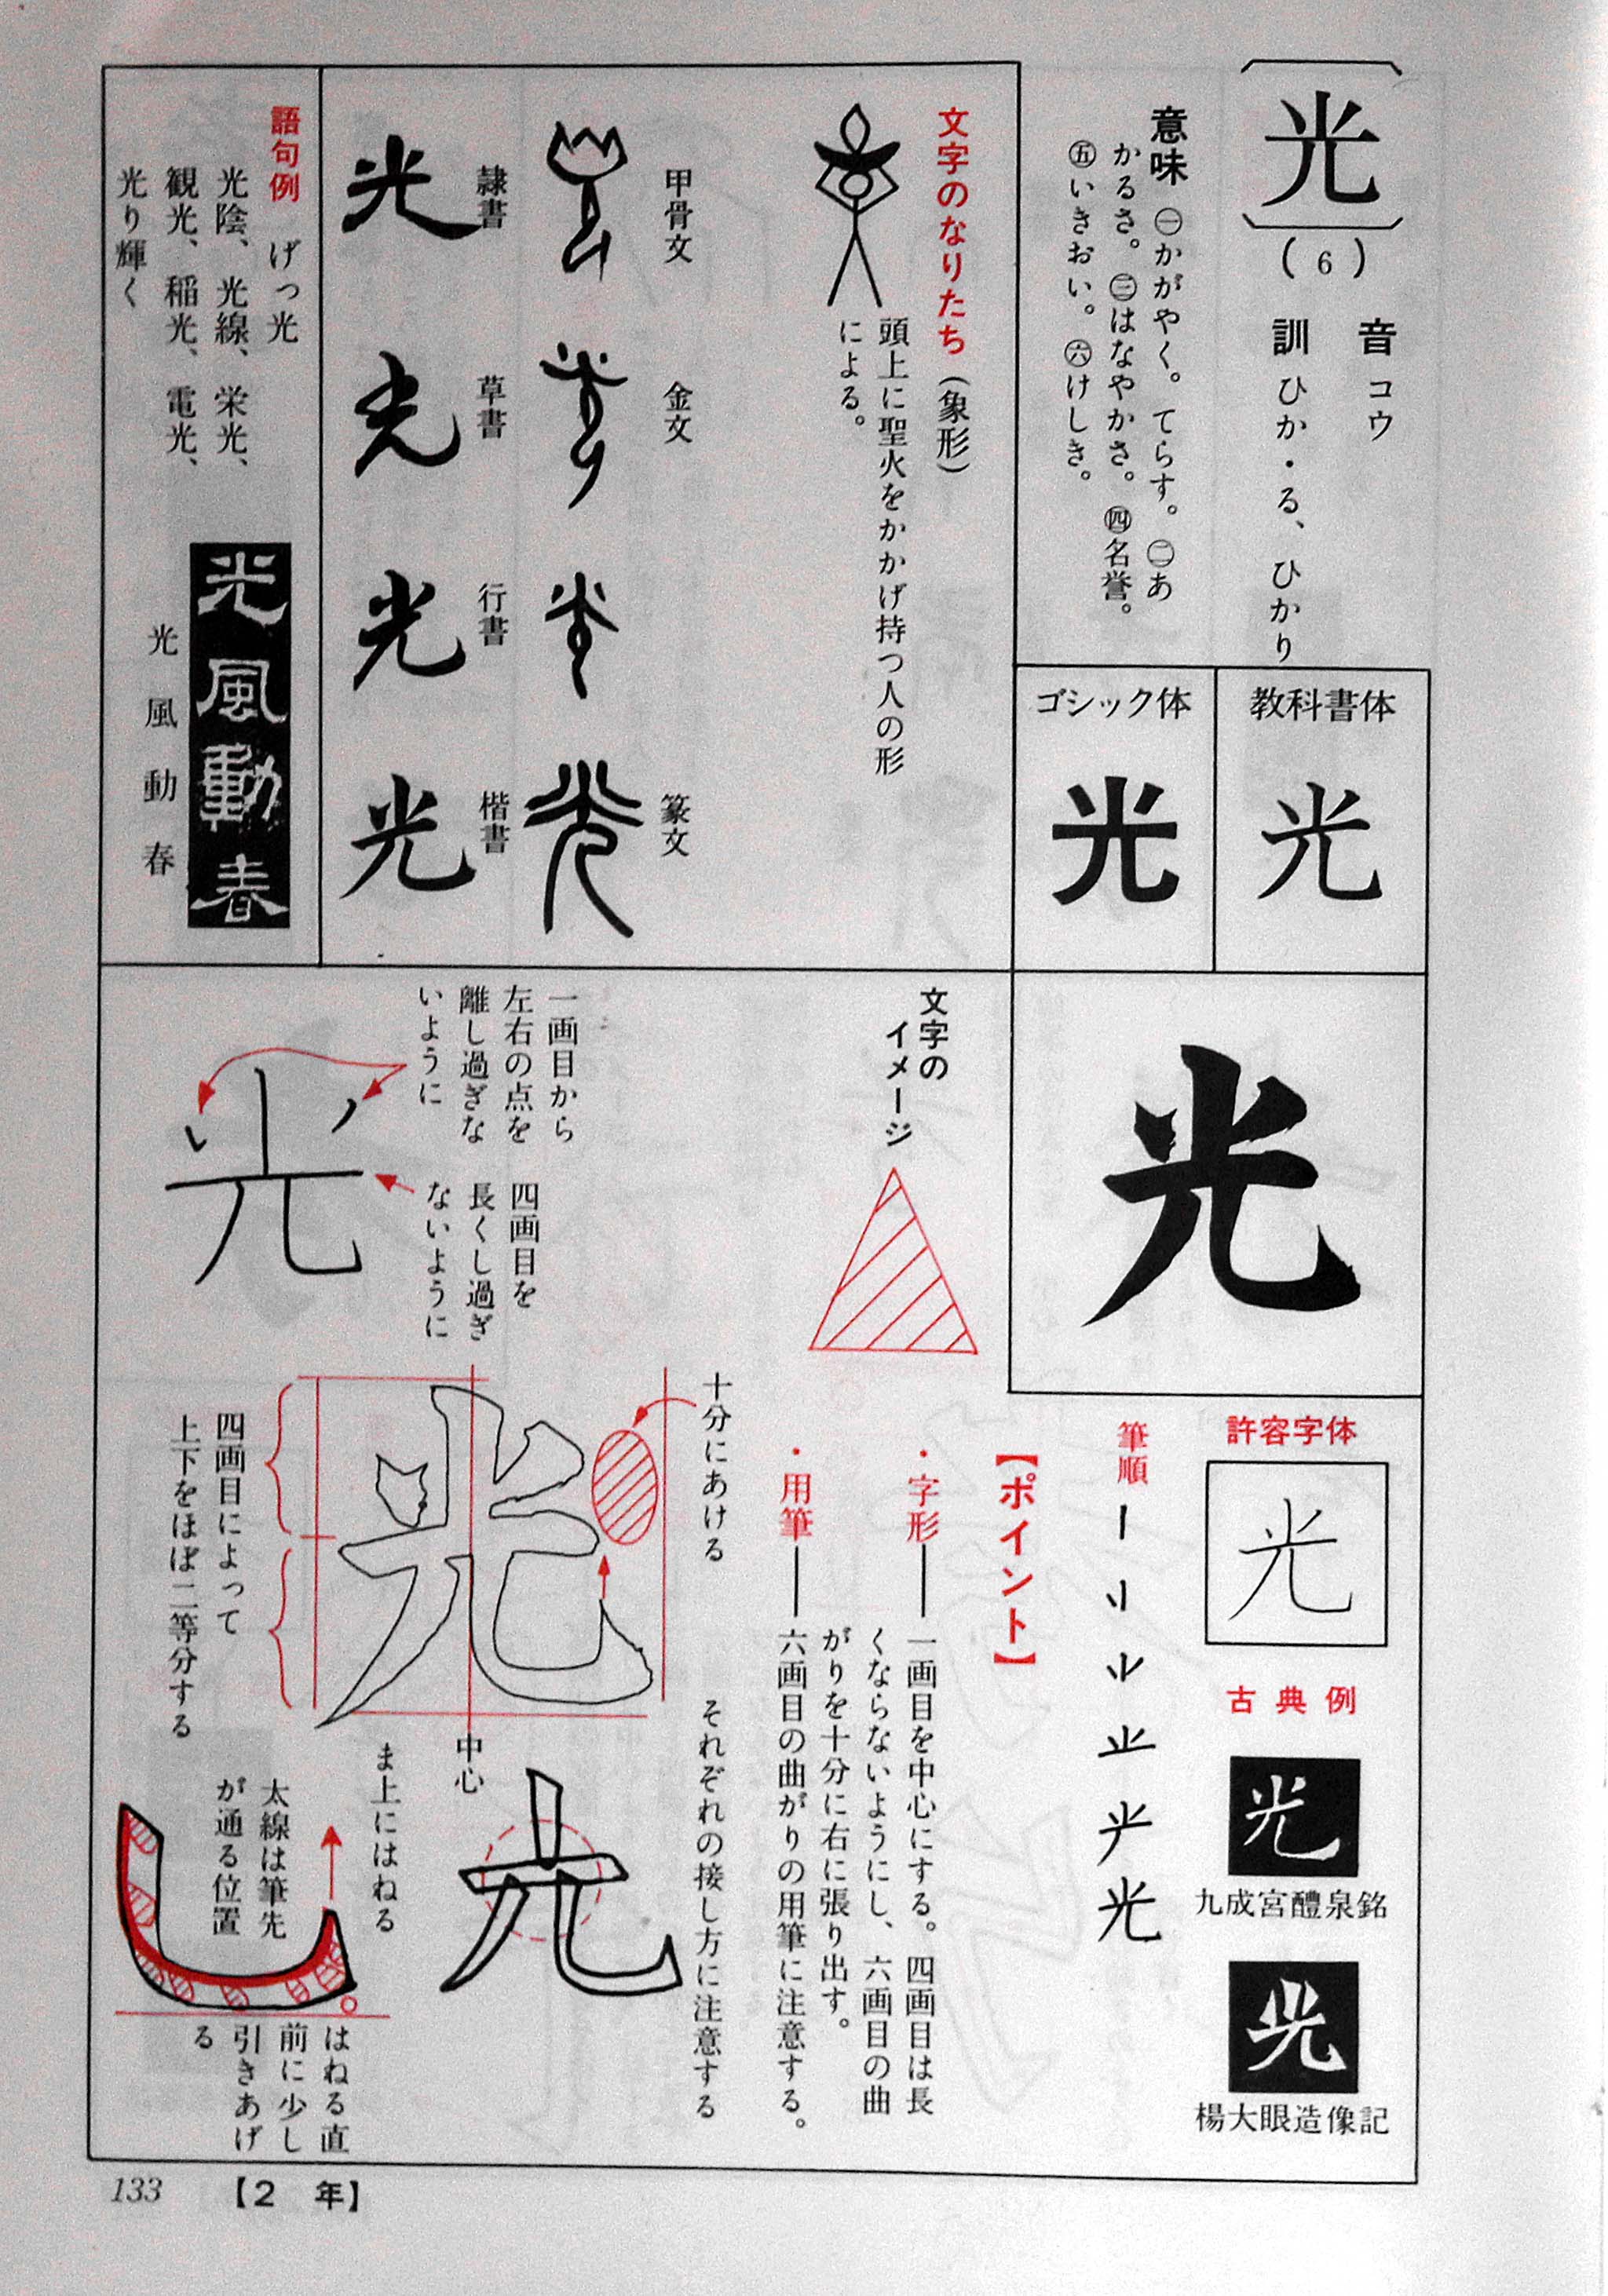 光
(6)
音 コウ
訓 ひか・る、ひかり
意味 ㊀かがやく。てらす。㊁あ
かるさ。㊂はなやかさ。㊃名誉。
㊄いきおい。㊅けしき。
教科書体
光
ゴシック体
光
光
文字のなりたち(象形)
頭上に聖火をかかげ持つ人の形
による。
甲骨文
金文
篆文
隷書
光
草書
光
行書
光
楷書
光
語句例 げっ光
光陰、光線、栄光、
観光、稲光、電光、
光り輝く
光風動春
光風動春
許容字体
光
古典例
光
九成宮醴泉銘
光
楊大眼造像記
筆順
光
【ポイント】
・字形――一画目を中心にする。四画目は長
くならないようにし、六画目の曲
がりを十分に右に張り出す。
・用筆――六画目の曲がりの用筆に注意する。
文字の
イメージ
一画目から
左右の点を
離し過ぎな
いように
四画目を
長くし過ぎ
ないように
光
十分にあける
光
四画目によって
上下をほぼ二等分する
中心
それぞれの接し方に注意する
ま上にはねる
太線は筆先
が通る位置
はねる直
前に少し
引きあげ
る
133 【2 年】